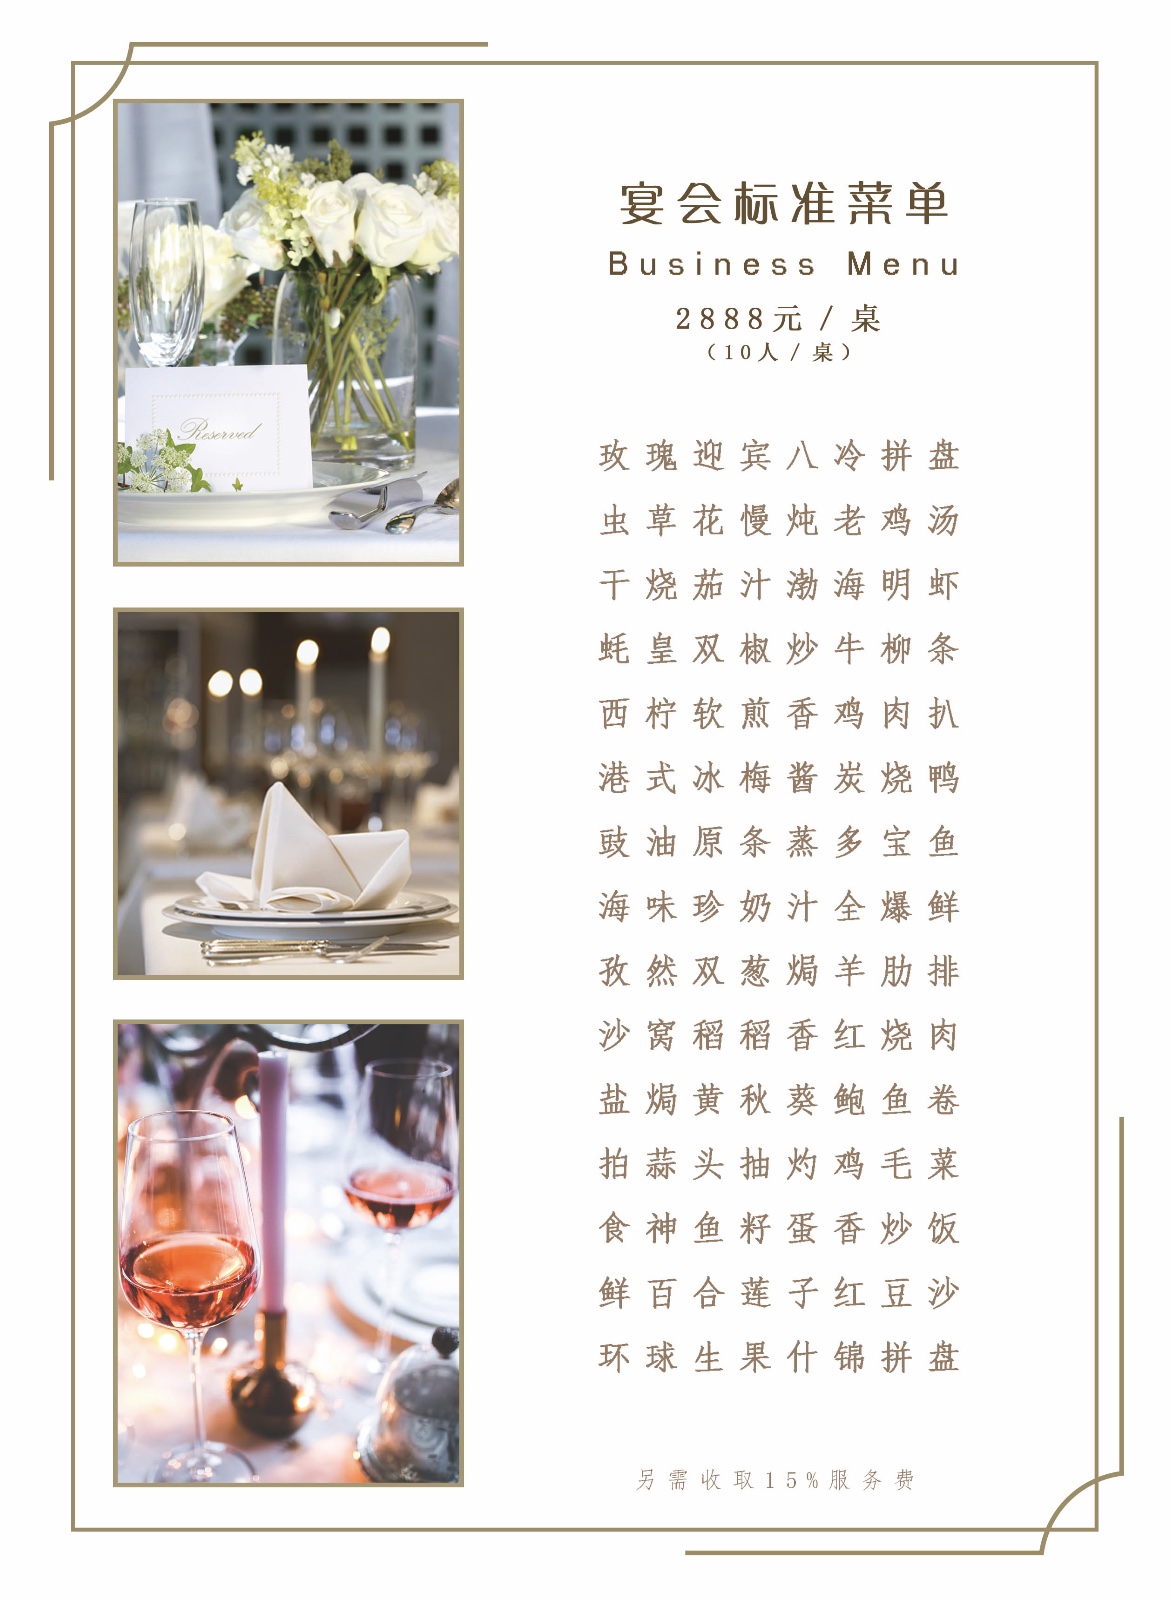 Reserved
宴会标准菜单
Business Menu
2888元/桌
（10人/桌）
玫瑰迎宾八冷拼盘
虫草花慢炖老鸡汤
干烧茄汁渤海明虾
蚝皇双椒炒牛柳条
西柠软煎香鸡肉扒
港式冰梅酱炭烧鸭
豉油原条蒸多宝鱼
海味珍奶汁全爆鲜
孜然双葱焗羊肋排
沙窝稻稻香红烧肉
盐焗黄秋葵鲍鱼卷
拍蒜头抽灼鸡毛菜
食神鱼籽蛋香炒饭
鲜百合莲子红豆沙
环球生果什锦拼盘
另需收取15%服务费